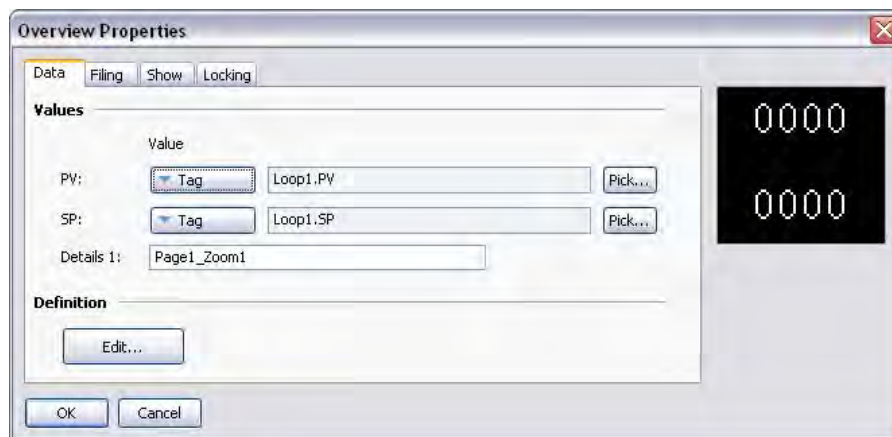 Overview Properties
Data Filing Show Locking
Values
Value
PV: Tag Loop1.PV Pick...
SP: Tag Loop1.SP Pick...
Details 1: Page1_Zoom1
Definition
Edit...
OK Cancel
0000
0000